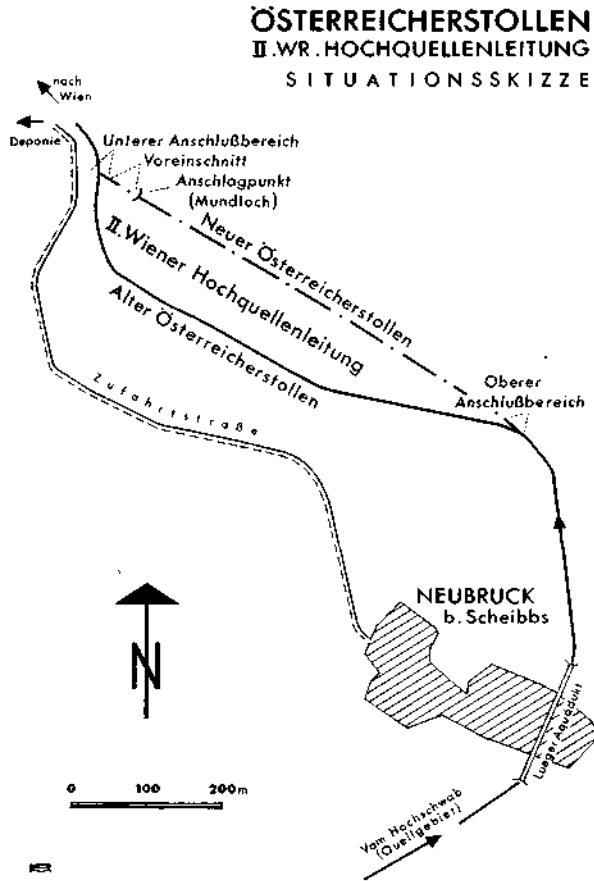 ÖSTERREICHERSTOLLEN
II.WR.HOCHQUELLENLEITUNG
SITUATIONSSKIZZE
nach
Wien
Deponie
Unterer Anschlußbereich
Voreinschnitt
Anschlagpunkt
(Mundloch)
Neuer Österreicherstollen
II.Wiener Hochquellenleitung
Alter Österreicherstollen
Zufahrtstraße
Oberer
Anschlußbereich
NEUBRUCK
b. Scheibbs
N
Lueger Aquädukt
0 100 200m
Vom Hochschwab
(Quellgebiet)